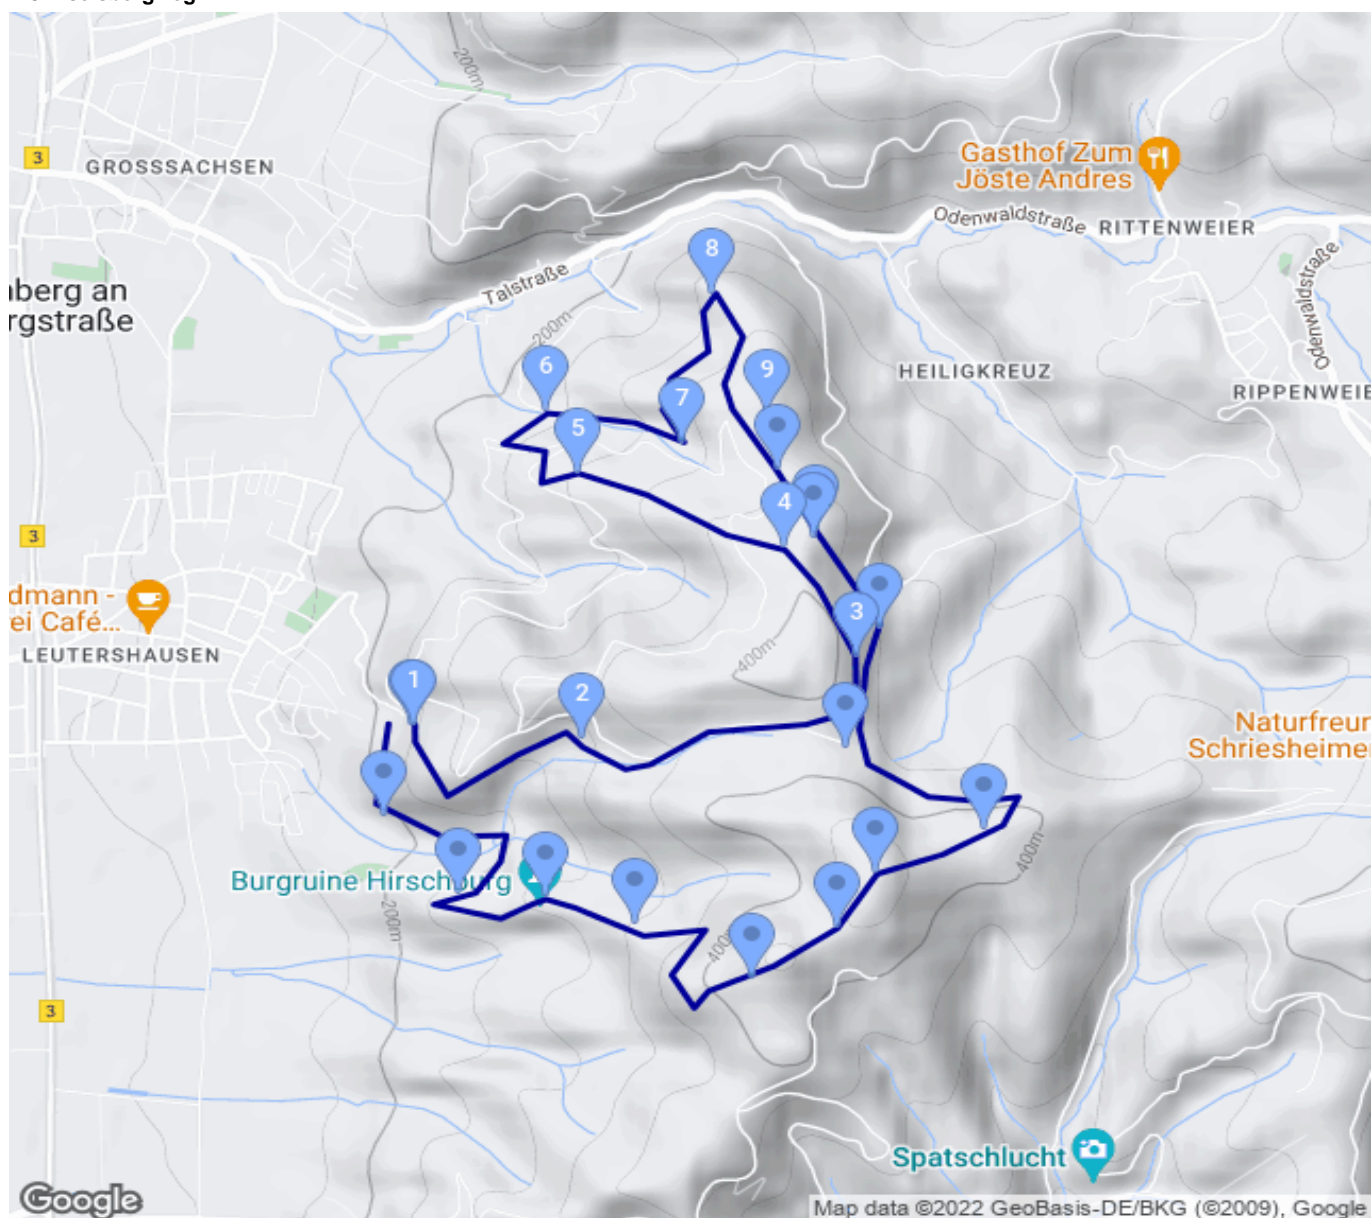 200m
3
GROSSSACHSEN
Gasthof Zum
Jöste Andres
Odenwaldstraße
RITTENWEIER
8
Talstraße
berg an
rgstraße
200m
Odenwaldstraße
6
9
HEILIGKREUZ
7
RIPPENWEIE
5
4
3
dmann -
ei Café...
3
LEUTERSHAUSEN
400m
1
2
Naturfreur
Schriesheimer
400m
Burgruine Hirschburg
200m
400m
3
Spatschlucht
Google
Map data ©2022 GeoBasis-DE/BKG (©2009), Google